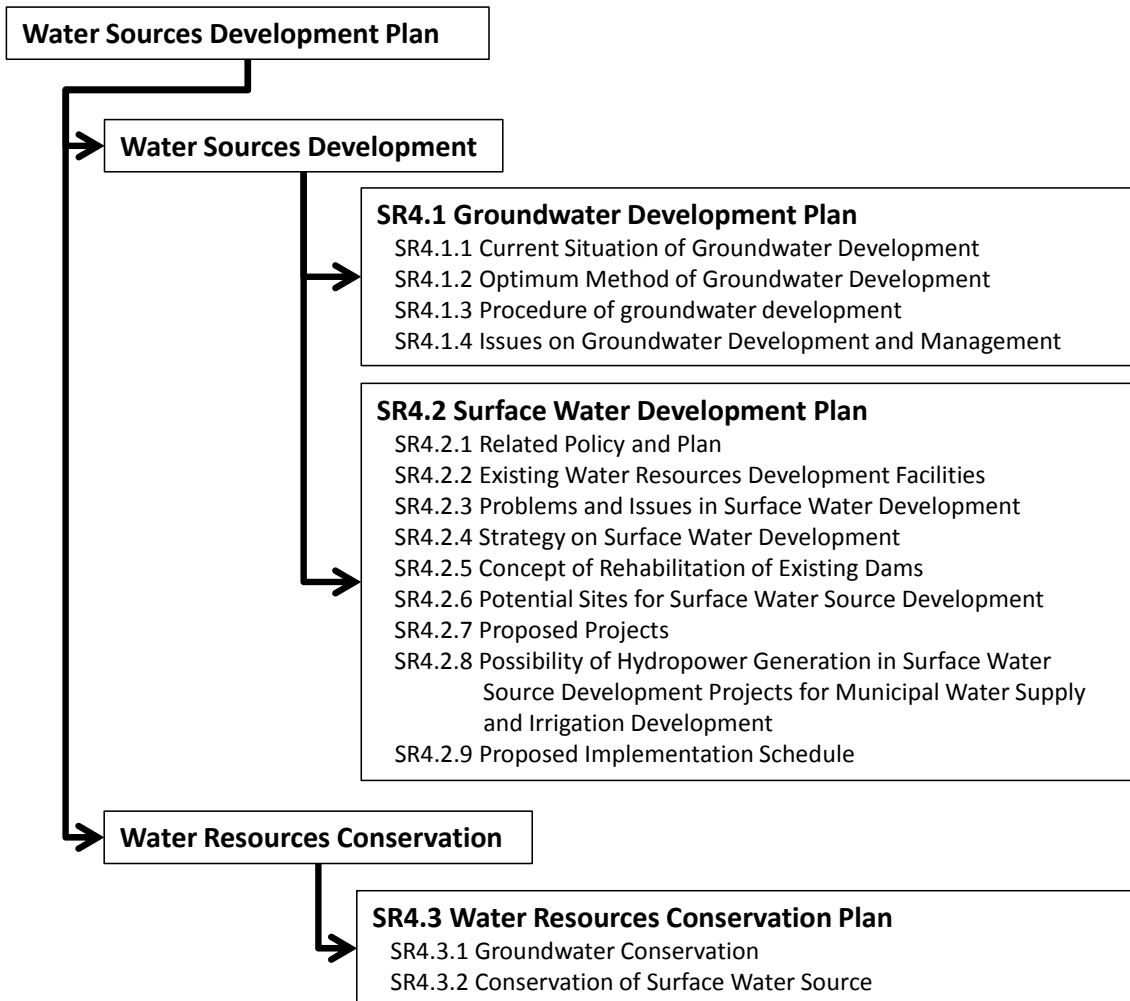 Water Sources Development Plan
Water Sources Development
SR4.1 Groundwater Development Plan
SR4.1.1 Current Situation of Groundwater Development
SR4.1.2 Optimum Method of Groundwater Development
SR4.1.3 Procedure of groundwater development
SR4.1.4 Issues on Groundwater Development and Management
SR4.2 Surface Water Development Plan
SR4.2.1 Related Policy and Plan
SR4.2.2 Existing Water Resources Development Facilities
SR4.2.3 Problems and Issues in Surface Water Development
SR4.2.4 Strategy on Surface Water Development
SR4.2.5 Concept of Rehabilitation of Existing Dams
SR4.2.6 Potential Sites for Surface Water Source Development
SR4.2.7 Proposed Projects
SR4.2.8 Possibility of Hydropower Generation in Surface Water
Source Development Projects for Municipal Water Supply
and Irrigation Development
SR4.2.9 Proposed Implementation Schedule
Water Resources Conservation
SR4.3 Water Resources Conservation Plan
SR4.3.1 Groundwater Conservation
SR4.3.2 Conservation of Surface Water Source